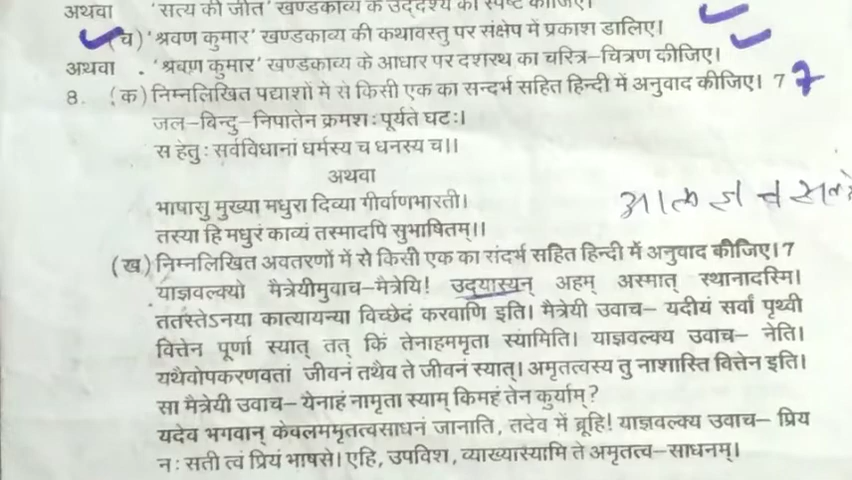 अथवा 'सत्य की जीत' खण्डकाव्य के उद्देश्य को स्पष्ट कीजिए।
(च) 'श्रवण कुमार' खण्डकाव्य की कथावस्तु पर संक्षेप में प्रकाश डालिए।
अथवा . 'श्रवण कुमार' खण्डकाव्य के आधार पर दशरथ का चरित्र-चित्रण कीजिए।
8. (क) निम्नलिखित पद्याशों में से किसी एक का सन्दर्भ सहित हिन्दी में अनुवाद कीजिए। 7 7
जल-विन्दु-निपातेन क्रमशः पूर्यते घटः।
स हेतुः सर्वविधानां धर्मस्य च धनस्य च।।
अथवा
भाषासु मुख्या मधुरा दिव्या गीर्वाणभारती।
तस्या हि मधुरं काव्यं तस्मादपि सुभाषितम्।।
(ख) निम्नलिखित अवतरणों में से किसी एक का संदर्भ सहित हिन्दी में अनुवाद कीजिए।7
याज्ञवल्क्यो मैत्रेयीमुवाच-मैत्रेयि! उद्यास्यन् अहम् अस्मात् स्थानादस्मि।
ततस्तेऽनया कात्यायन्या विच्छेदं करवाणि इति। मैत्रेयी उवाच- यदीयं सर्वा पृथ्वी
वित्तेन पूर्णा स्यात् तत् किं तेनाहममृता स्यामिति। याज्ञवल्क्य उवाच- नेति।
यथैवोपकरणवतां जीवनं तथैव ते जीवनं स्यात्। अमृतत्वस्य तु नाशास्ति वित्तेन इति।
सा मैत्रेयी उवाच-येनाहं नामृता स्याम् किमहं तेन कुर्याम्?
यदेव भगवान् केवलममृतत्वसाधनं जानाति, तदेव में ब्रूहि! याज्ञवल्क्य उवाच- प्रिय
नः सती त्वं प्रियं भाषसे। एहि, उपविश, व्याख्यास्यामि ते अमृतत्व-साधनम्।